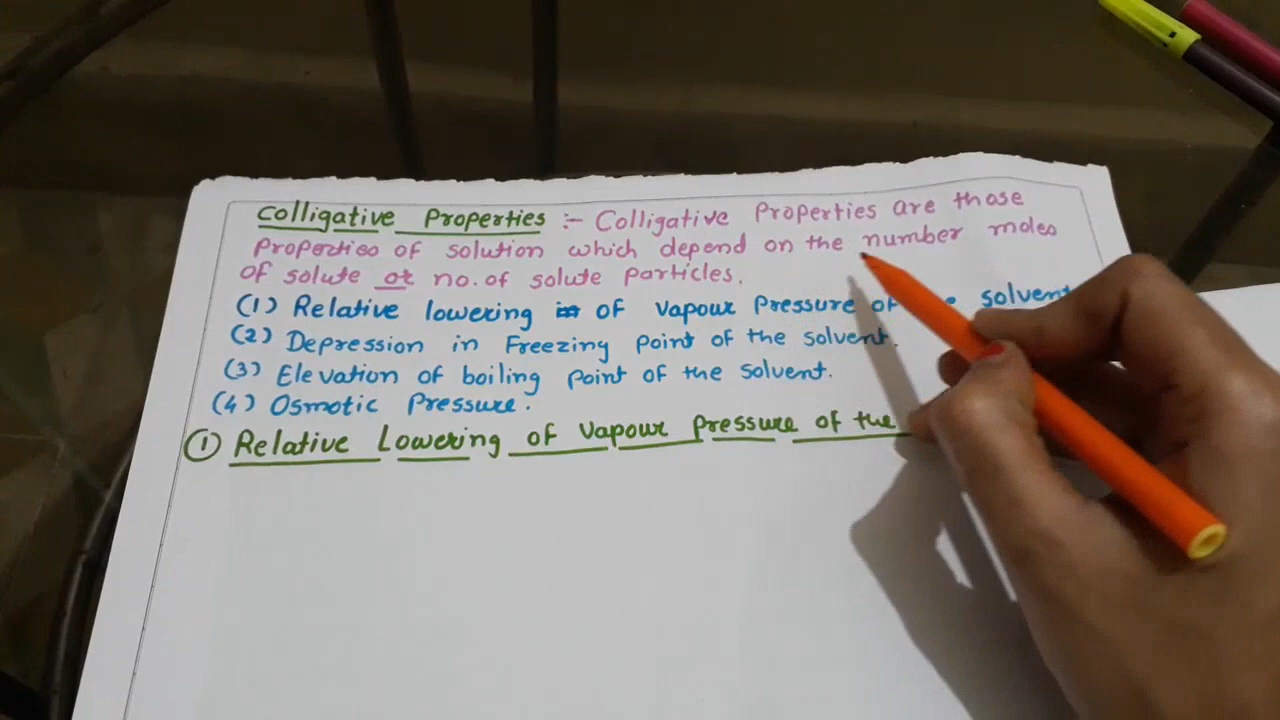 Colligative Properties :- Colligative Properties are those
Properties of solution which depend on the number moles
of solute or no. of solute particles.
(1) Relative lowering in of vapour pressure of solvent
(2) Depression in Freezing point of the solvent.
(3) Elevation of boiling point of the solvent.
(4) Osmotic Pressure.
① Relative Lowering of Vapour pressure of the